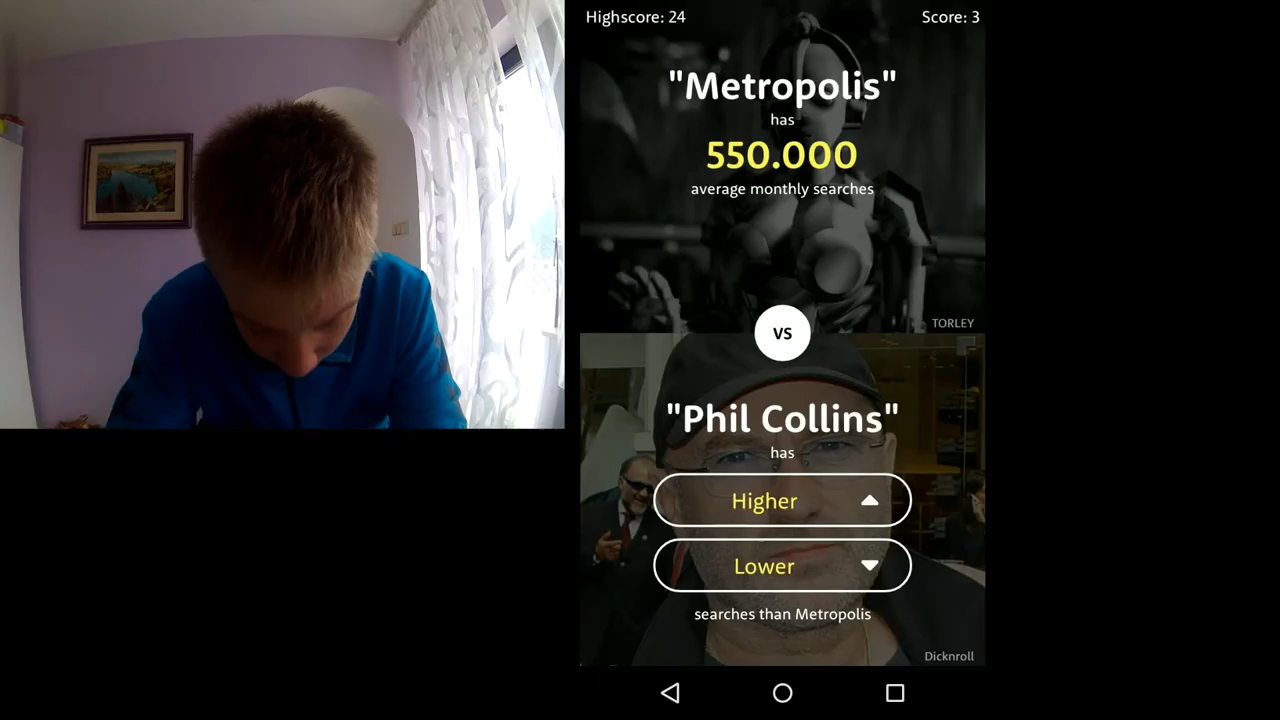 Highscore: 24
Score: 3
"Metropolis"
has
550.000
average monthly searches
TORLEY
VS
"Phil Collins"
has
Higher
Lower
searches than Metropolis
Dicknroll